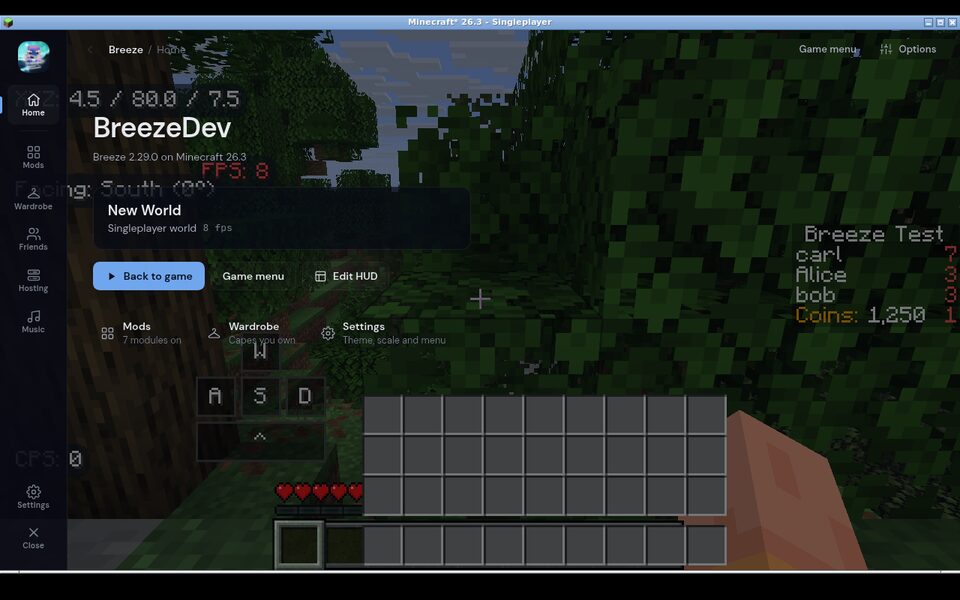 Minecraft* 26.3 - Singleplayer
Breeze / Home
Game menu
Options
XYZ: 4.5 / 80.0 / 7.5
Home
BreezeDev
Breeze 2.29.0 on Minecraft 26.3
FPS: 8
Mods
Facing: South (0°)
Wardrobe
New World
Singleplayer world 8 fps
Friends
Breeze Test
carl 7
Alice 3
bob 3
Coins: 1,250 1
Back to game
Game menu
Edit HUD
Hosting
Music
Mods
7 modules on
Wardrobe
Capes you own
Settings
Theme, scale and menu
W
A
S
D
^
CPS: 0
Settings
Close